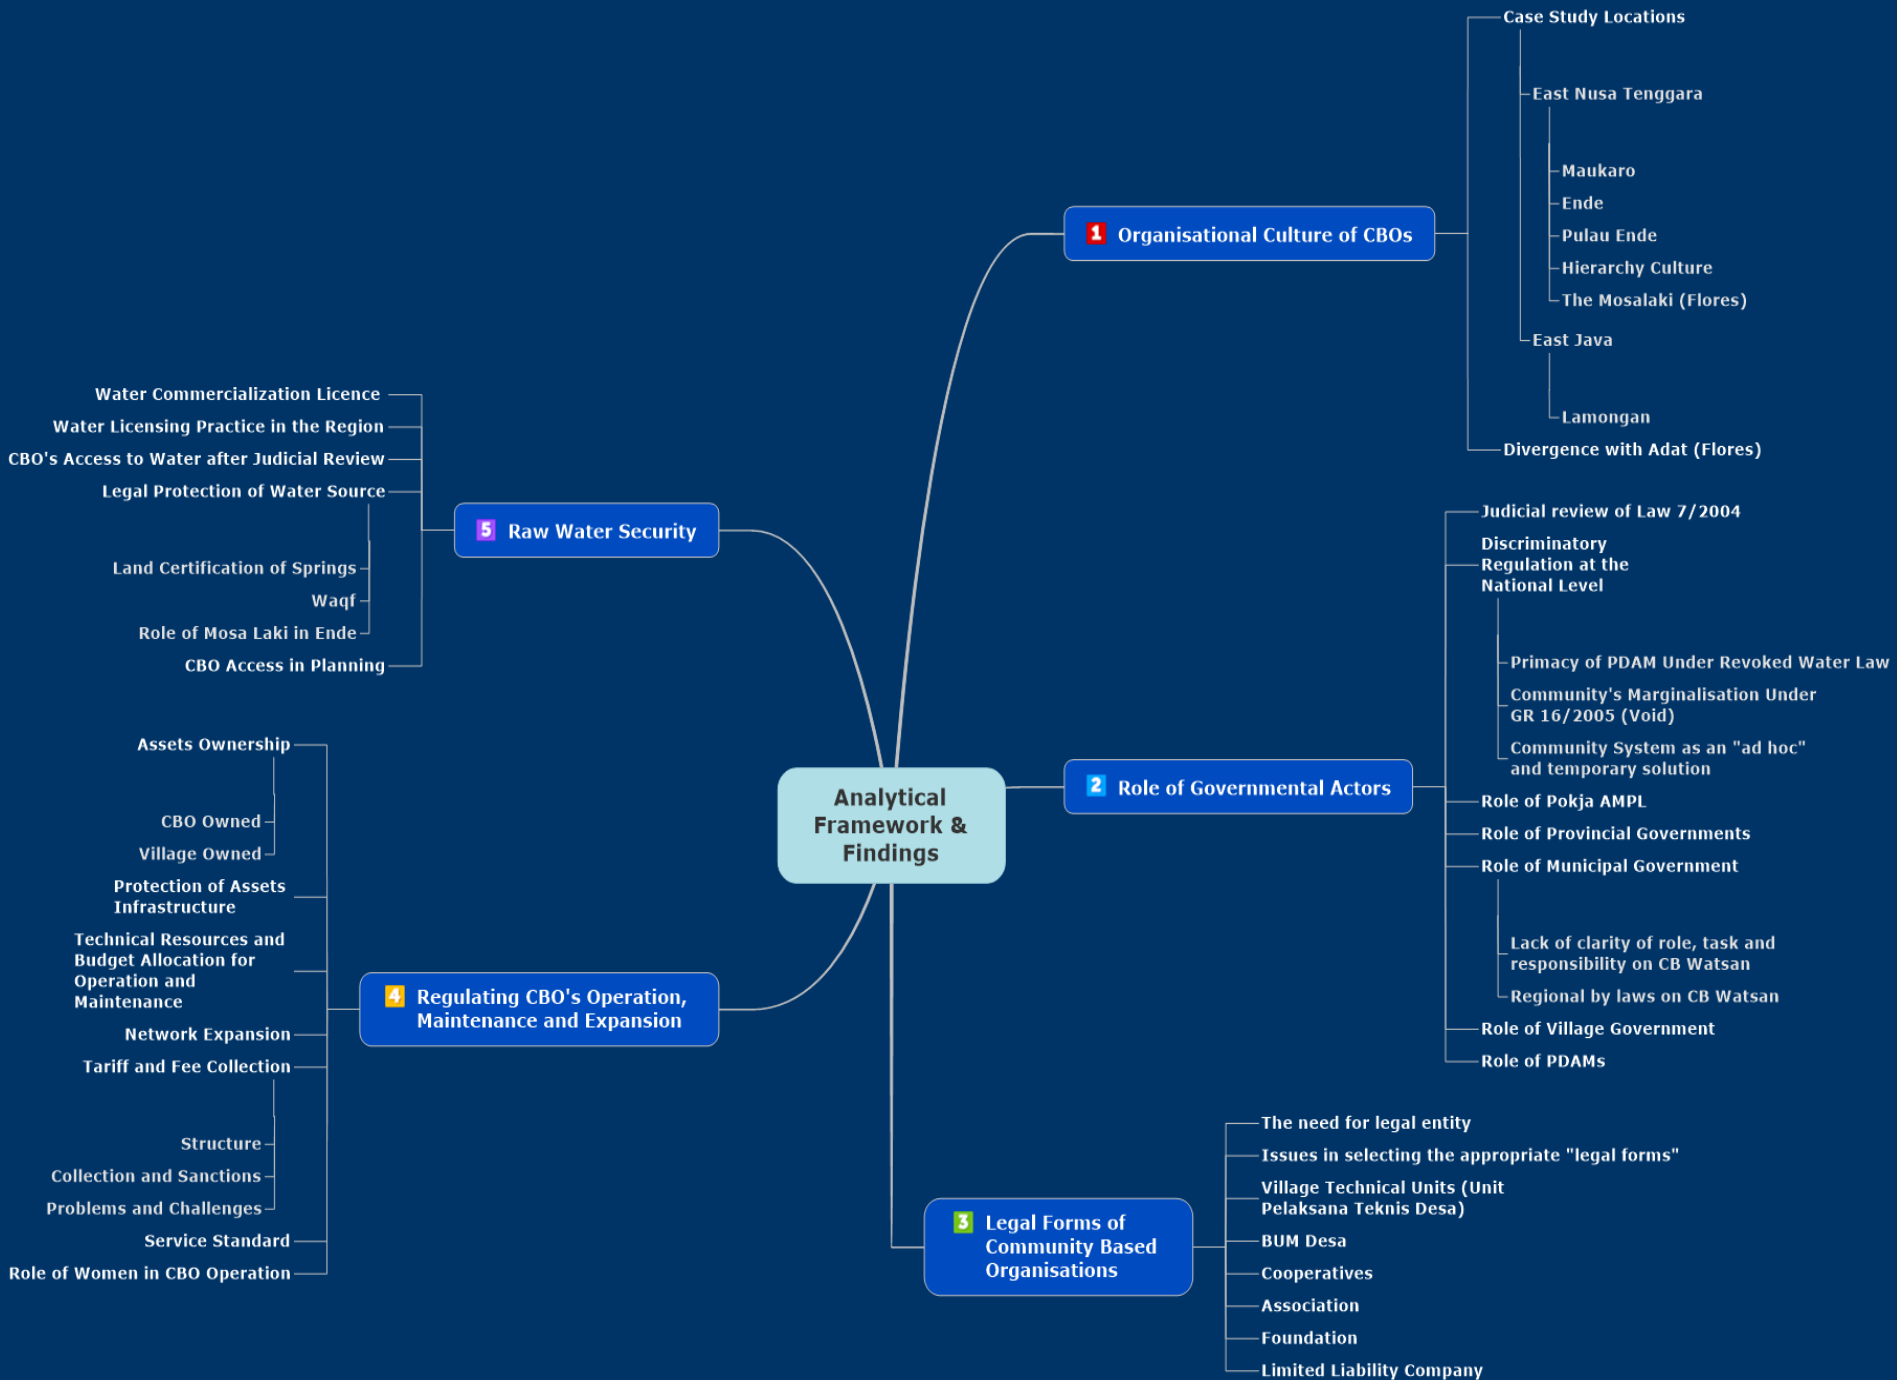 Analytical
Framework &
Findings
1 Organisational Culture of CBOs
Case Study Locations
East Nusa Tenggara
Maukaro
Ende
Pulau Ende
Hierarchy Culture
The Mosalaki (Flores)
East Java
Lamongan
Divergence with Adat (Flores)
2 Role of Governmental Actors
Judicial review of Law 7/2004
Discriminatory
Regulation at the
National Level
Primacy of PDAM Under Revoked Water Law
Community's Marginalisation Under
GR 16/2005 (Void)
Community System as an "ad hoc"
and temporary solution
Role of Pokja AMPL
Role of Provincial Governments
Role of Municipal Government
Lack of clarity of role, task and
responsibility on CB Watsan
Regional by laws on CB Watsan
Role of Village Government
Role of PDAMs
3 Legal Forms of
Community Based
Organisations
The need for legal entity
Issues in selecting the appropriate "legal forms"
Village Technical Units (Unit
Pelaksana Teknis Desa)
BUM Desa
Cooperatives
Association
Foundation
Limited Liability Company
4 Regulating CBO's Operation,
Maintenance and Expansion
Assets Ownership
CBO Owned
Village Owned
Protection of Assets
Infrastructure
Technical Resources and
Budget Allocation for
Operation and
Maintenance
Network Expansion
Tariff and Fee Collection
Structure
Collection and Sanctions
Problems and Challenges
Service Standard
Role of Women in CBO Operation
5 Raw Water Security
Water Commercialization Licence
Water Licensing Practice in the Region
CBO's Access to Water after Judicial Review
Legal Protection of Water Source
Land Certification of Springs
Waqf
Role of Mosa Laki in Ende
CBO Access in Planning